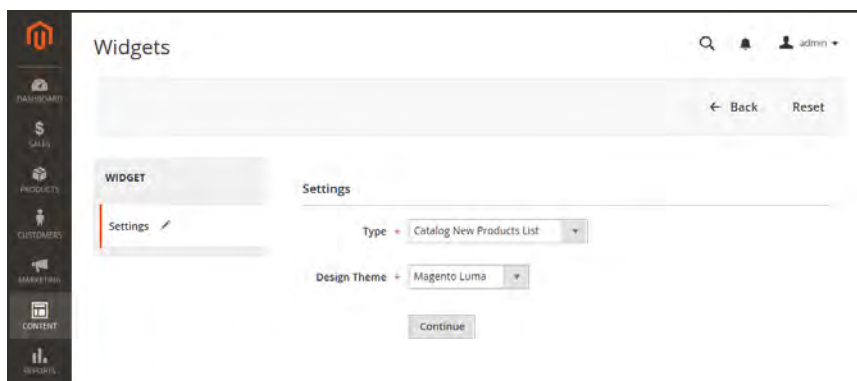 Widgets
admin
DASHBOARD
← Back Reset
SALES
PRODUCTS
WIDGET
Settings
Settings
CUSTOMERS
Type * Catalog New Products List
MARKETING
Design Theme * Magento Luma
CONTENT
Continue
REPORTS